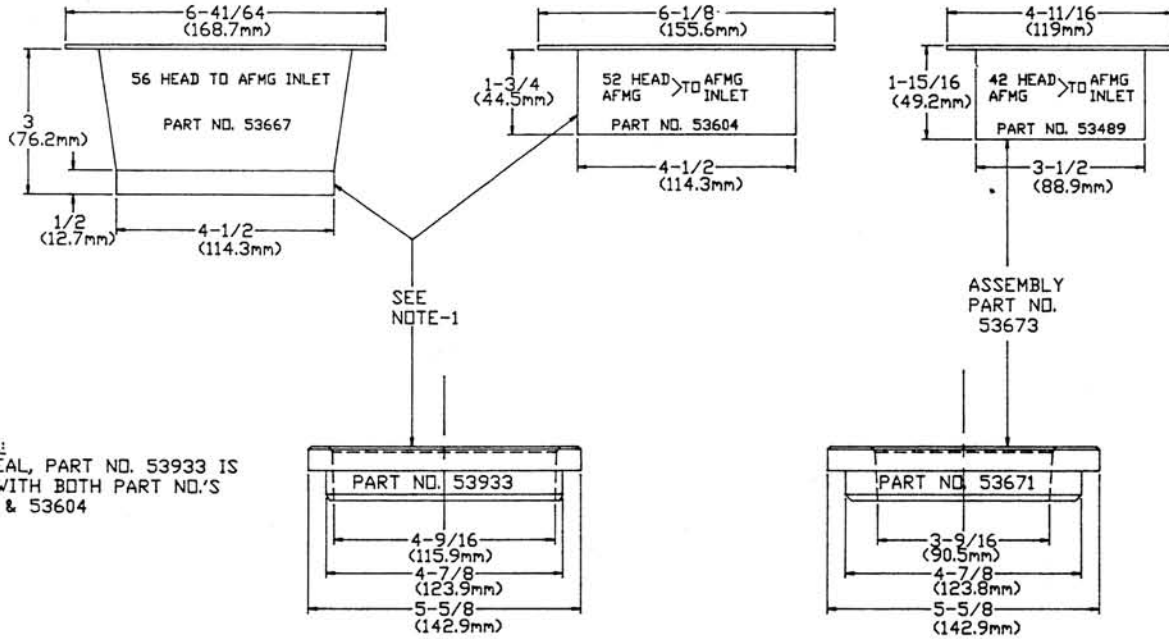 6-41/64
(168.7mm)
56 HEAD TO AFMG INLET
PART NO. 53667
3
(76.2mm)
1/2
(12.7mm)
4-1/2
(114.3mm)
6-1/8
(155.6mm)
1-3/4
(44.5mm)
52 HEAD
AFMG >TO AFMG
INLET
PART NO. 53604
4-1/2
(114.3mm)
4-11/16
(119mm)
1-15/16
(49.2mm)
42 HEAD
AFMG >TO AFMG
INLET
PART NO. 53489
3-1/2
(88.9mm)
SEE
NOTE-1
ASSEMBLY
PART NO.
53673
EAL, PART NO. 53933 IS
WITH BOTH PART NO.'S
& 53604
PART NO. 53933
4-9/16
(115.9mm)
4-7/8
(123.9mm)
5-5/8
(142.9mm)
PART NO. 53671
3-9/16
(90.5mm)
4-7/8
(123.8mm)
5-5/8
(142.9mm)